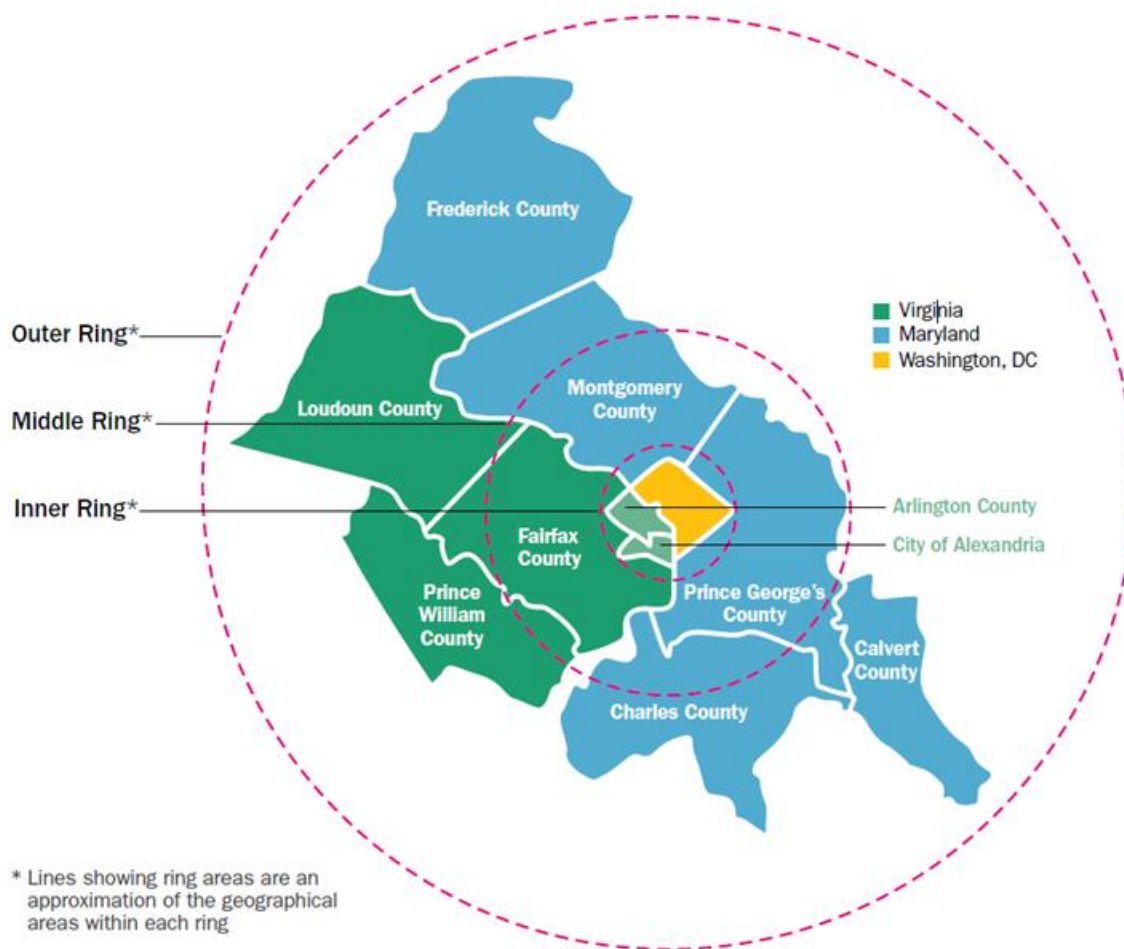 Frederick County
Virginia
Maryland
Washington, DC
Outer Ring*
Middle Ring*
Inner Ring*
Loudoun County
Montgomery
County
Arlington County
City of Alexandria
Fairfax
County
Prince
William
County
Prince George's
County
Calvert
County
Charles County
* Lines showing ring areas are an
approximation of the geographical
areas within each ring